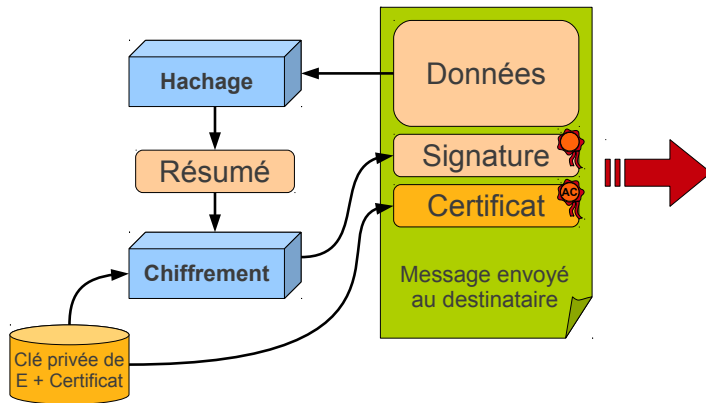 Hachage
Données
Résumé
Signature
Certificat
AC
Chiffrement
Message envoyé
au destinataire
Clé privée de
E + Certificat